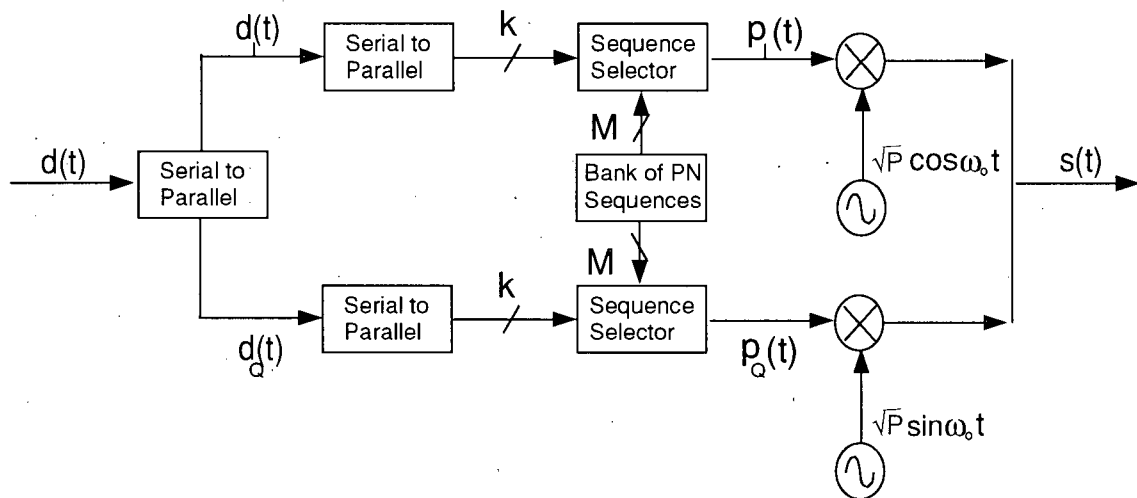 d_I(t)
Serial to
Parallel
k
Sequence
Selector
p_I(t)
M
√P cosω₀t
d(t)
Serial to
Parallel
Bank of PN
Sequences
s(t)
M
d_Q(t)
Serial to
Parallel
k
Sequence
Selector
p_Q(t)
√P sinω₀t